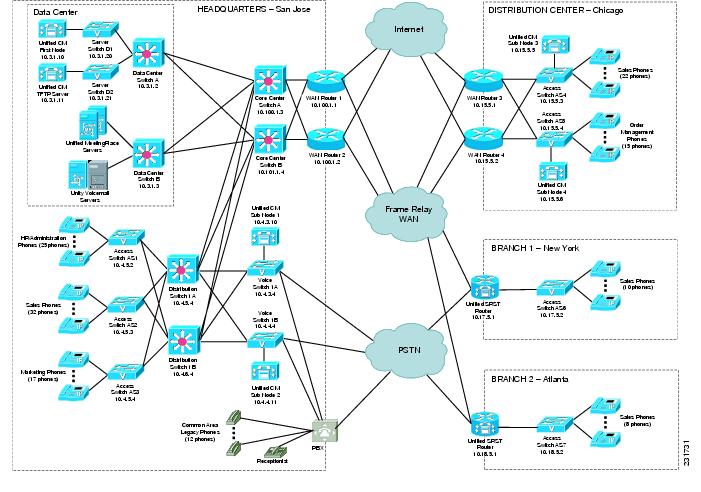 Data Center
HEADQUARTERS – San Jose
DISTRIBUTION CENTER – Chicago
Unified CM
First Node
10.3.1.10
Server
Switch D1
10.3.1.20
Unified CM
TFTP Server
10.3.1.11
Server
Switch D2
10.3.1.21
Data Center
Switch A
10.3.1.2
Unified MeetingPlace
Servers
Unity Voicemail
Servers
Data Center
Switch B
10.3.1.3
Core Center
Switch A
10.100.1.3
Core Center
Switch B
10.101.1.4
WAN Router 1
10.100.1.1
WAN Router 2
10.100.1.2
Internet
Frame Relay
WAN
PSTN
WAN Router 3
10.15.5.1
WAN Router 4
10.15.5.2
Unified CM
Sub Node 3
10.15.5.5
Access
Switch AS4
10.15.5.3
Sales Phones
(22 phones)
Access
Switch AS5
10.15.5.4
Order
Management
Phones
(15 phones)
Unified CM
Sub Node 4
10.15.5.6
HR/Administration
Phones (25 phones)
Access
Switch AS1
10.4.5.2
Sales Phones
(32 phones)
Access
Switch AS2
10.4.5.3
Marketing Phones
(17 phones)
Access
Switch AS3
10.4.5.4
Distribution
Switch 1A
10.4.5.4
Distribution
Switch 1B
10.4.6.4
Unified CM
Sub Node 1
10.4.3.10
Voice
Switch 1A
10.4.3.4
Voice
Switch 1B
10.4.4.4
Unified CM
Sub Node 2
10.4.4.11
Common Area
Legacy Phones
(12 phones)
Receptionist
PBX
BRANCH 1 – New York
Unified SRST
Router
10.17.5.1
Access
Switch AS6
10.17.5.2
Sales Phones
(10 phones)
BRANCH 2 – Atlanta
Unified SRST
Router
10.18.5.1
Access
Switch AS7
10.18.5.2
Sales Phones
(8 phones)
231731